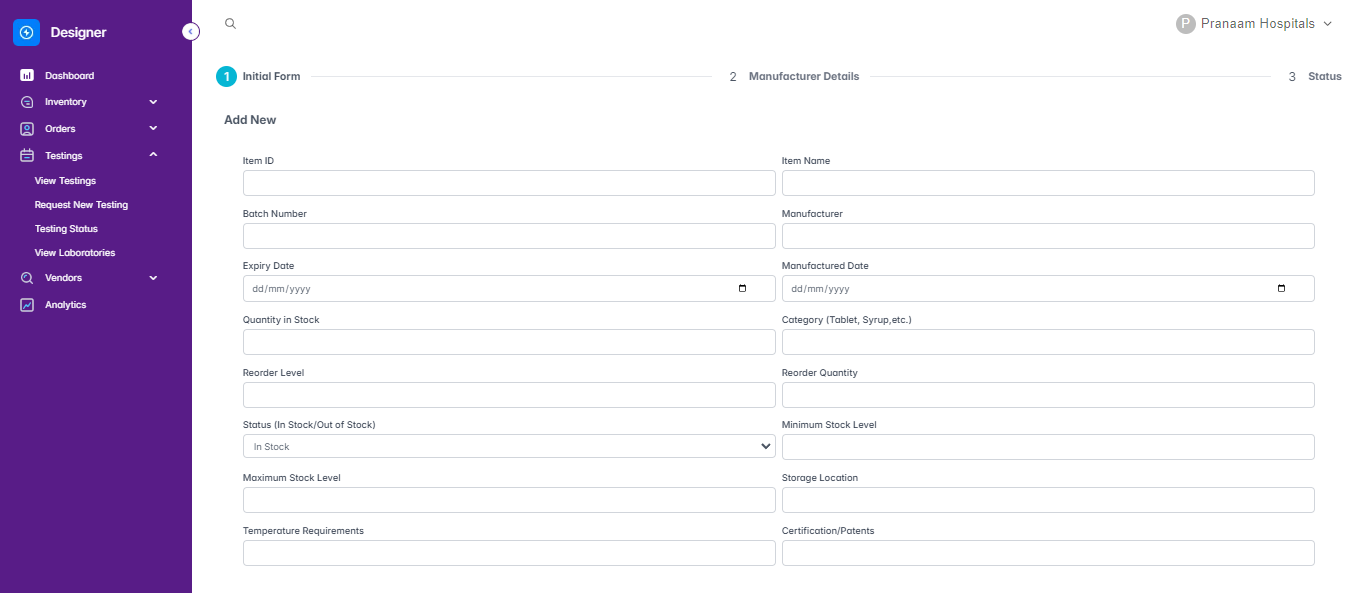 Designer
Dashboard
Inventory
Orders
Testings
View Testings
Request New Testing
Testing Status
View Laboratories
Vendors
Analytics
P Pranaam Hospitals
1 Initial Form 2 Manufacturer Details 3 Status
Add New
Item ID Item Name
Batch Number Manufacturer
Expiry Date Manufactured Date
dd/mm/yyyy dd/mm/yyyy
Quantity in Stock Category (Tablet, Syrup,etc.)
Reorder Level Reorder Quantity
Status (In Stock/Out of Stock) Minimum Stock Level
In Stock
Maximum Stock Level Storage Location
Temperature Requirements Certification/Patents